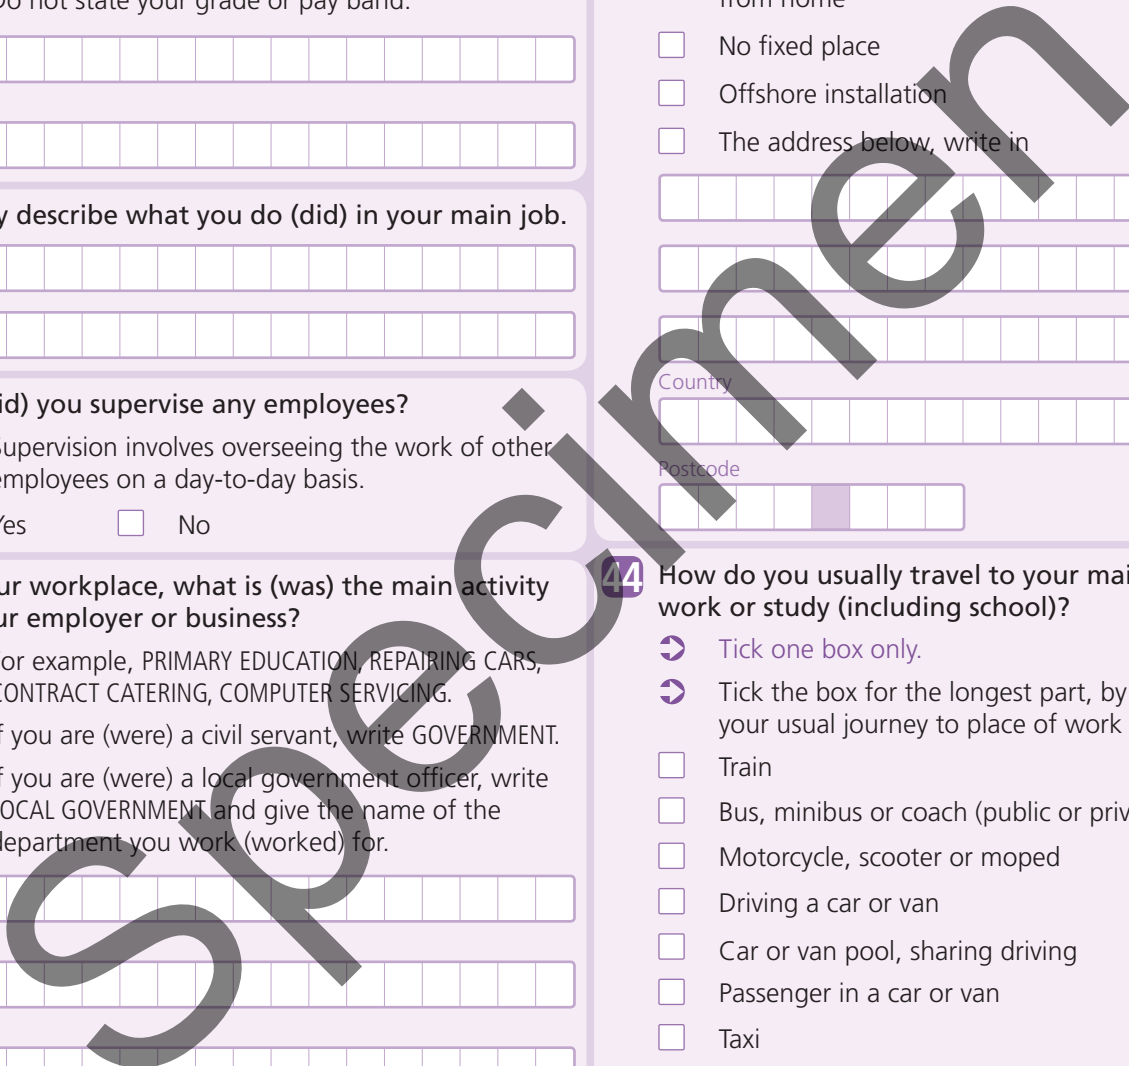 Do not state your grade or pay band.
describe what you do (did) in your main job.
you supervise any employees?
Supervision involves overseeing the work of other
employees on a day-to-day basis.
Yes
No
workplace, what is (was) the main activity
employer or business?
For example, PRIMARY EDUCATION, REPAIRING CARS,
CONTRACT CATERING, COMPUTER SERVICING.
If you are (were) a civil servant, write GOVERNMENT.
If you are (were) a local government officer, write
LOCAL GOVERNMENT and give the name of the
department you work (worked) for.
from home
No fixed place
Offshore installation
The address below, write in
Country
Postcode
44 How do you usually travel to your
work or study (including school)?
Tick one box only.
Tick the box for the longest part, by
your usual journey to place of work
Train
Bus, minibus or coach (public or
Motorcycle, scooter or moped
Driving a car or van
Car or van pool, sharing driving
Passenger in a car or van
Taxi
Specimen